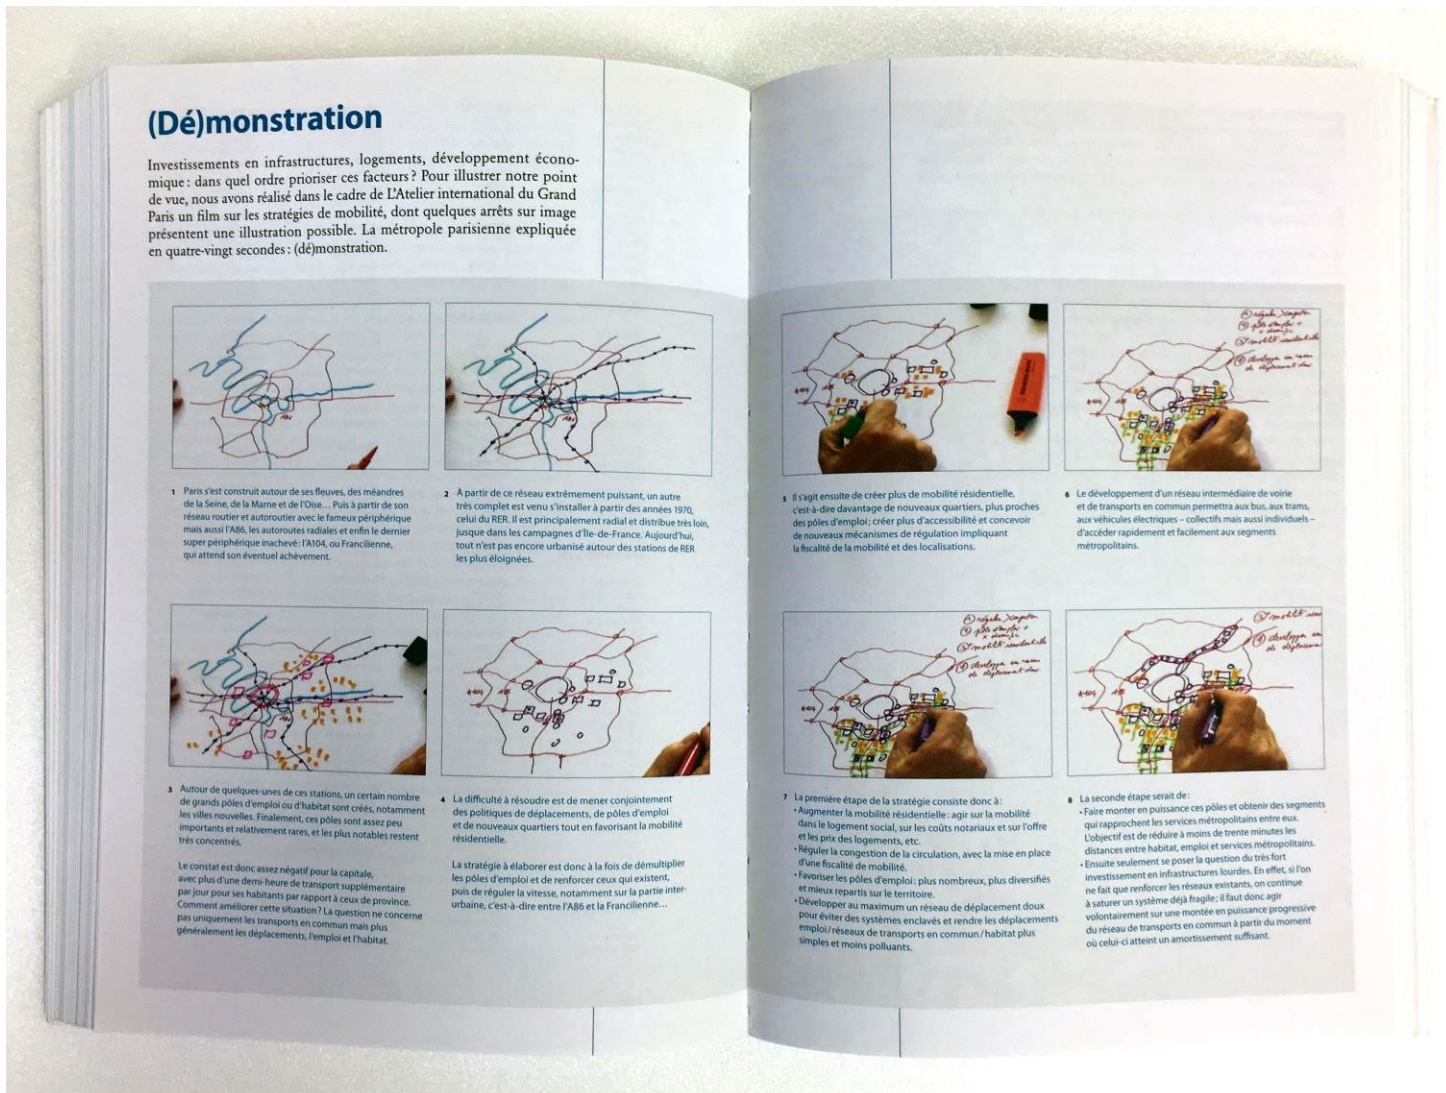 (Dé)monstration
Investissements en infrastructures, logements, développement écono-
mique : dans quel ordre prioriser ces facteurs ? Pour illustrer notre point
de vue, nous avons réalisé dans le cadre de L'Atelier international du Grand
Paris un film sur les stratégies de mobilité, dont quelques arrêts sur image
présentent une illustration possible. La métropole parisienne expliquée
en quatre-vingt secondes : (dé)monstration.
1 Paris s'est construit autour de ses fleuves, des méandres
de la Seine, de la Marne et de l'Oise… Puis à partir de son
réseau routier et autoroutier avec le fameux périphérique
mais aussi l'A86, les autoroutes radiales et enfin le dernier
super périphérique inachevé : l'A104, ou Francilienne,
qui attend son éventuel achèvement.
2 À partir de ce réseau extrêmement puissant, un autre
très complet est venu s'installer à partir des années 1970,
celui du RER. Il est principalement radial et distribue très loin,
jusque dans les campagnes d'Île-de-France. Aujourd'hui,
tout n'est pas encore urbanisé autour des stations de RER
les plus éloignées.
3 Autour de quelques-unes de ces stations, un certain nombre
de grands pôles d'emploi ou d'habitat sont créés, notamment
les villes nouvelles. Finalement, ces pôles sont assez peu
importants et relativement rares, et les plus notables restent
très concentrés.
Le constat est donc assez négatif pour la capitale,
avec plus d'une demi-heure de transport supplémentaire
par jour pour ses habitants par rapport à ceux de province.
Comment améliorer cette situation ? La question ne concerne
pas uniquement les transports en commun mais plus
généralement les déplacements, l'emploi et l'habitat.
4 La difficulté à résoudre est de mener conjointement
des politiques de déplacements, de pôles d'emploi
et de nouveaux quartiers tout en favorisant la mobilité
résidentielle.
La stratégie à élaborer est donc à la fois de démultiplier
les pôles d'emploi et de renforcer ceux qui existent,
puis de réguler la vitesse, notamment sur la partie inter-
urbaine, c'est-à-dire entre l'A86 et la Francilienne…
5 Il s'agit ensuite de créer plus de mobilité résidentielle,
c'est-à-dire davantage de nouveaux quartiers, plus proches
des pôles d'emploi ; créer plus d'accessibilité et concevoir
de nouveaux mécanismes de régulation impliquant
la fiscalité de la mobilité et des localisations.
6 Le développement d'un réseau intermédiaire de voirie
et de transports en commun permettra aux bus, aux trams,
aux véhicules électriques – collectifs mais aussi individuels –
d'accéder rapidement et facilement aux segments
métropolitains.
7 La première étape de la stratégie consiste donc à :
• Augmenter la mobilité résidentielle : agir sur la mobilité
dans le logement social, sur les coûts notariaux et sur l'offre
et les prix des logements, etc.
• Réguler la congestion de la circulation, avec la mise en place
d'une fiscalité de mobilité.
• Favoriser les pôles d'emploi : plus nombreux, plus diversifiés
et mieux repartis sur le territoire.
• Développer au maximum un réseau de déplacement doux
pour éviter des systèmes enclavés et rendre les déplacements
emploi / réseaux de transports en commun / habitat plus
simples et moins polluants.
8 La seconde étape serait de :
• Faire monter en puissance ces pôles et obtenir des segments
qui rapprochent les services métropolitains entre eux.
L'objectif est de réduire à moins de trente minutes les
distances entre habitat, emploi et services métropolitains.
• Ensuite seulement se poser la question du très fort
investissement en infrastructures lourdes. En effet, si l'on
ne fait que renforcer les réseaux existants, on continue
à saturer un système déjà fragile ; il faut donc agir
volontairement sur une montée en puissance progressive
du réseau de transports en commun à partir du moment
où celui-ci atteint un amortissement suffisant.